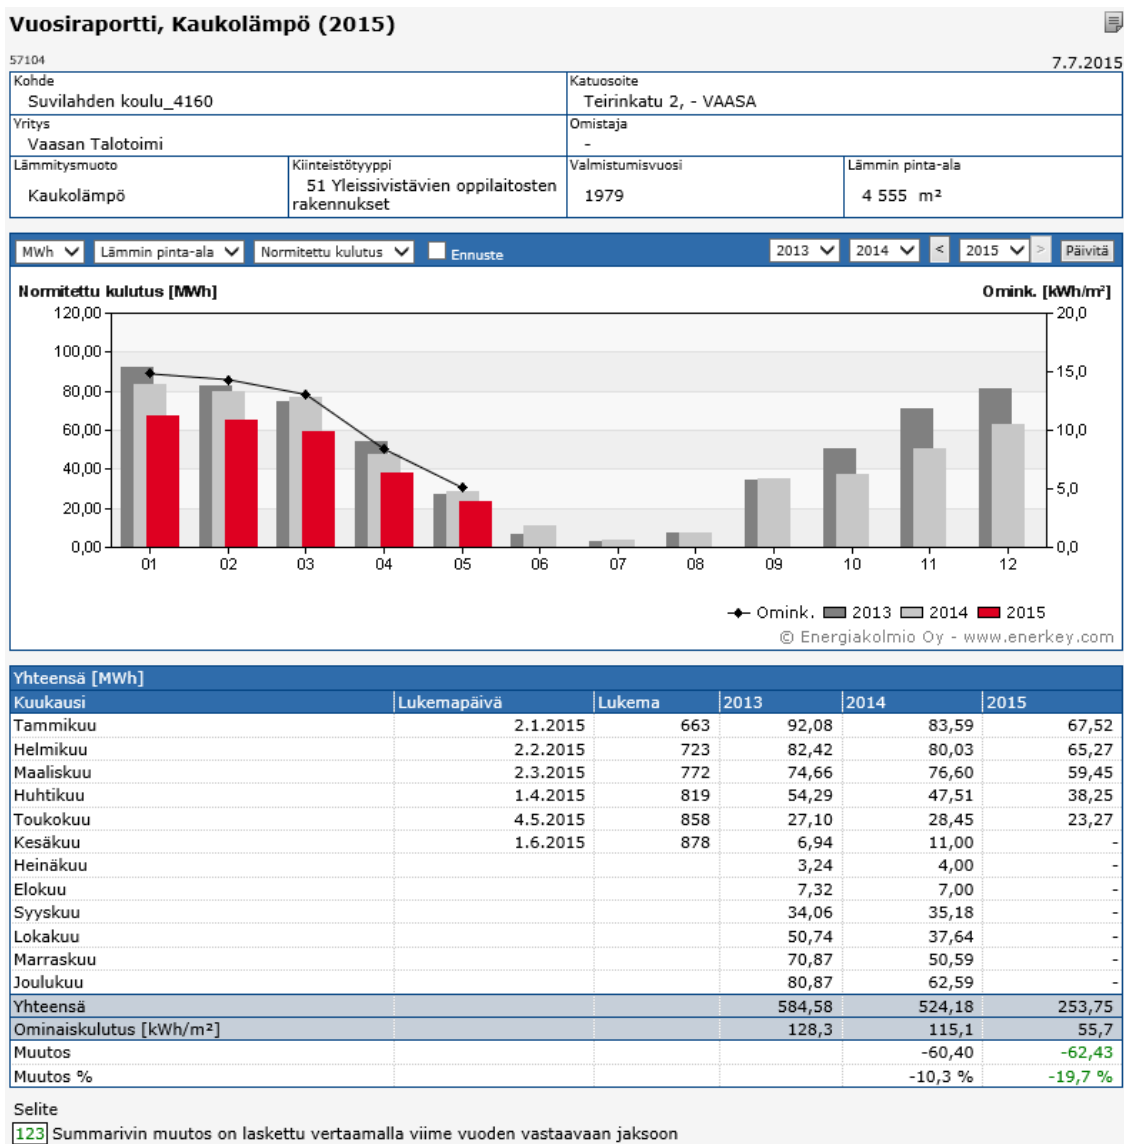 Vuosiraportti, Kaukolämpö (2015)
57104 7.7.2015
Kohde Katuosoite
Suvilahden koulu_4160 Teirinkatu 2, - VAASA
Yritys Omistaja
Vaasan Talotoimi -
Lämmitysmuoto Kiinteistötyyppi Valmistumisvuosi Lämmin pinta-ala
Kaukolämpö 51 Yleissivistävien oppilaitosten rakennukset 1979 4 555 m²
MWh Lämmin pinta-ala Normitettu kulutus Ennuste 2013 2014 < 2015 > Päivitä
Normitettu kulutus [MWh] Omink. [kWh/m²]
120,00 20,0
100,00
15,0
80,00
60,00 10,0
40,00
5,0
20,00
0,00 0,0
01 02 03 04 05 06 07 08 09 10 11 12
Omink. 2013 2014 2015
© Energiakolmio Oy - www.enerkey.com
Yhteensä [MWh]
Kuukausi Lukemapäivä Lukema 2013 2014 2015
Tammikuu 2.1.2015 663 92,08 83,59 67,52
Helmikuu 2.2.2015 723 82,42 80,03 65,27
Maaliskuu 2.3.2015 772 74,66 76,60 59,45
Huhtikuu 1.4.2015 819 54,29 47,51 38,25
Toukokuu 4.5.2015 858 27,10 28,45 23,27
Kesäkuu 1.6.2015 878 6,94 11,00 -
Heinäkuu 3,24 4,00 -
Elokuu 7,32 7,00 -
Syyskuu 34,06 35,18 -
Lokakuu 50,74 37,64 -
Marraskuu 70,87 50,59 -
Joulukuu 80,87 62,59 -
Yhteensä 584,58 524,18 253,75
Ominaiskulutus [kWh/m²] 128,3 115,1 55,7
Muutos -60,40 -62,43
Muutos % -10,3 % -19,7 %
Selite
123 Summarivin muutos on laskettu vertaamalla viime vuoden vastaavaan jaksoon